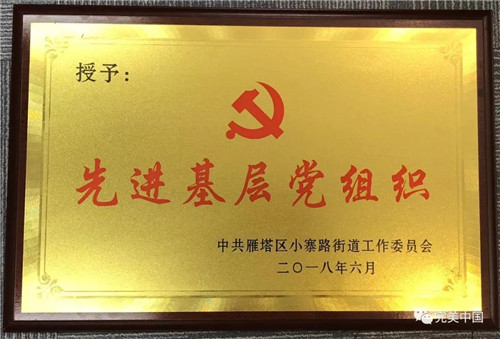 授予：
先进基层党组织
中共雁塔区小寨路街道工作委员会
二〇一八年六月
完美中国